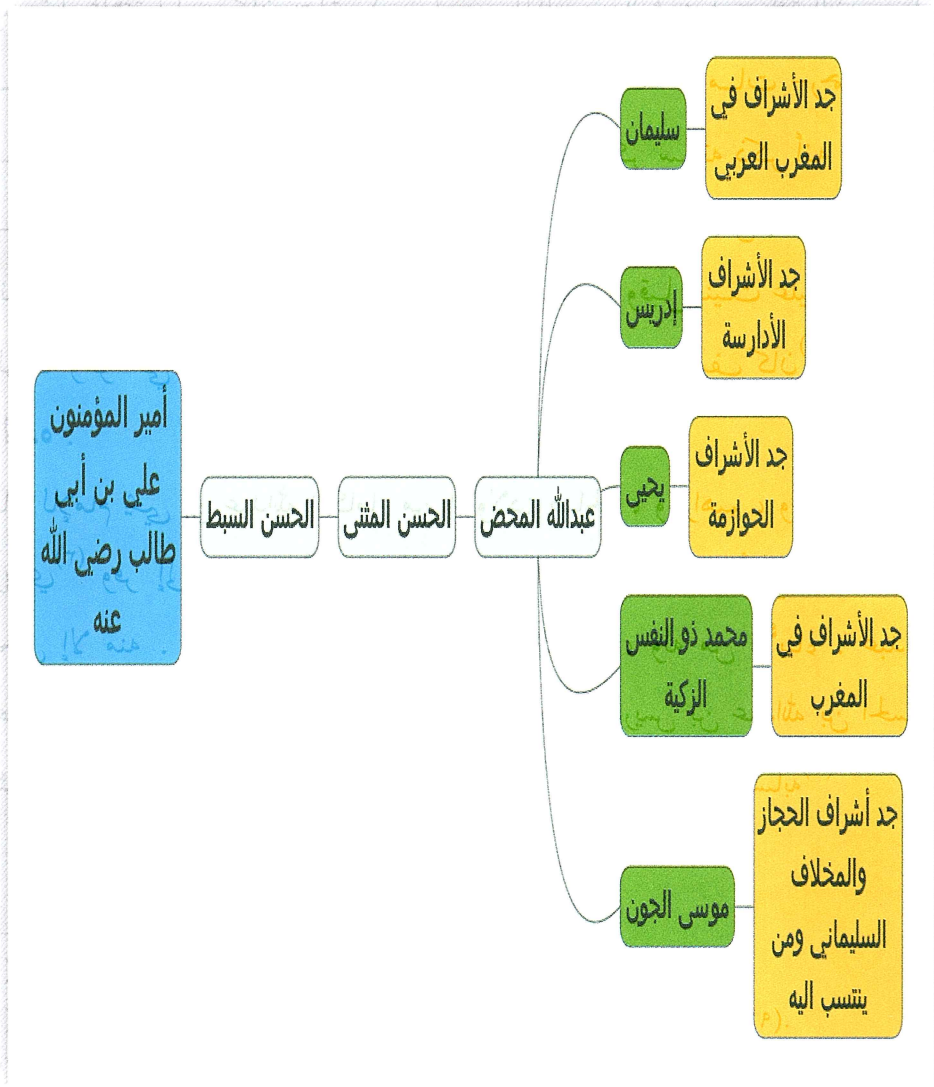 أمير المؤمنون
علي بن أبي
طالب رضي الله
عنه
الحسن السبط
الحسن المثنى
عبدالله المحض
سليمان
جد الأشراف في
المغرب العربي
إدريس
جد الأشراف
الأدارسة
يحيى
جد الأشراف
الحوازمة
محمد ذو النفس
الزكية
جد الأشراف في
المغرب
موسى الجون
جد أشراف الحجاز
والمخلاف
السليماني ومن
ينتسب اليه